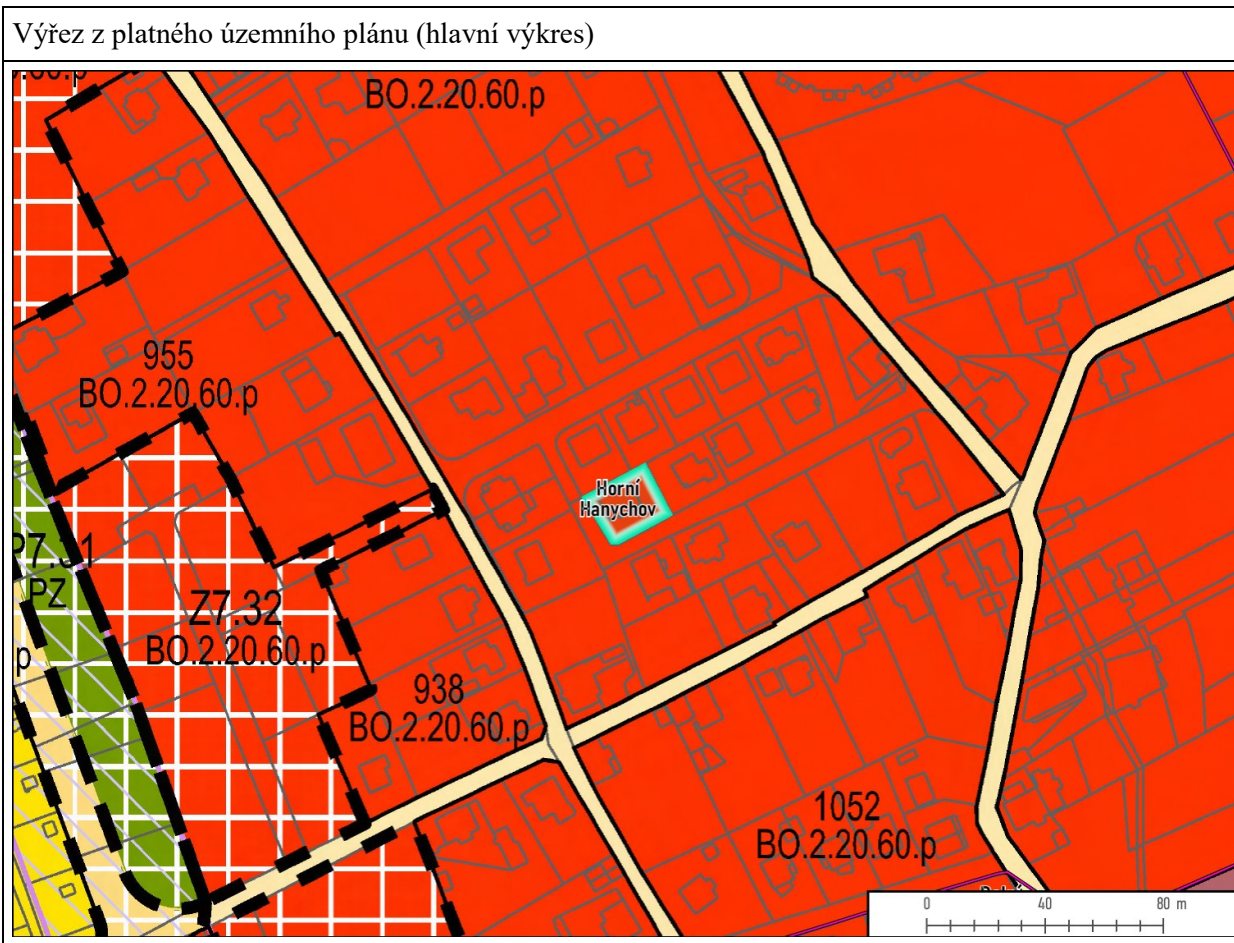 Výřez z platného územního plánu (hlavní výkres)
BO.2.20.60.p
955
BO.2.20.60.p
Horní
Hanychov
PZ
Z7.32
BO.2.20.60.p
p
938
BO.2.20.60.p
1052
BO.2.20.60.p
0 40 80 m